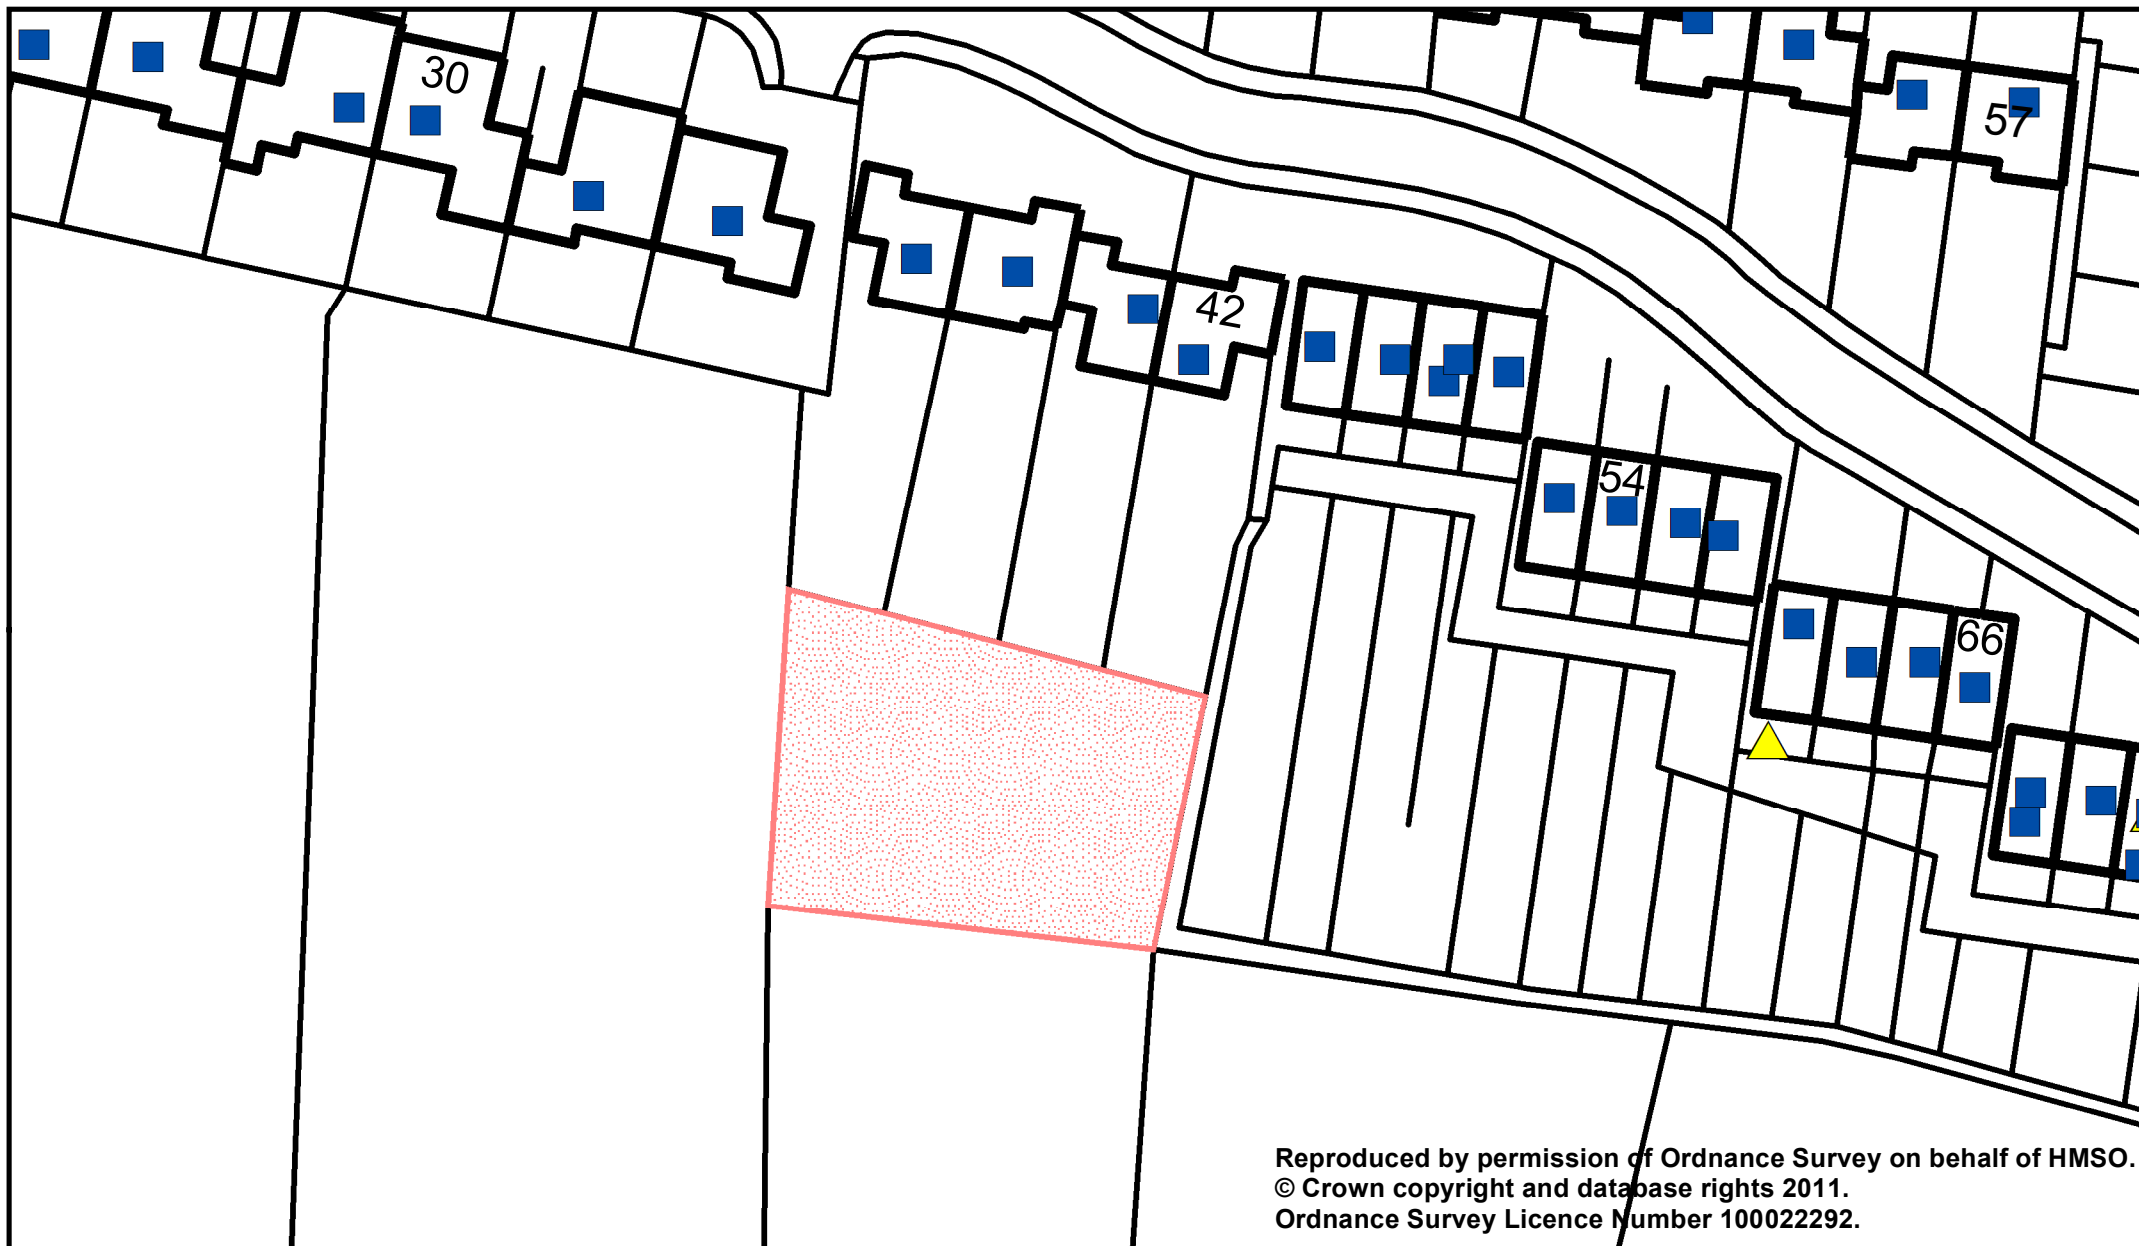 30
57
42
54
66
Reproduced by permission of Ordnance Survey on behalf of HMSO.
© Crown copyright and database rights 2011.
Ordnance Survey Licence Number 100022292.